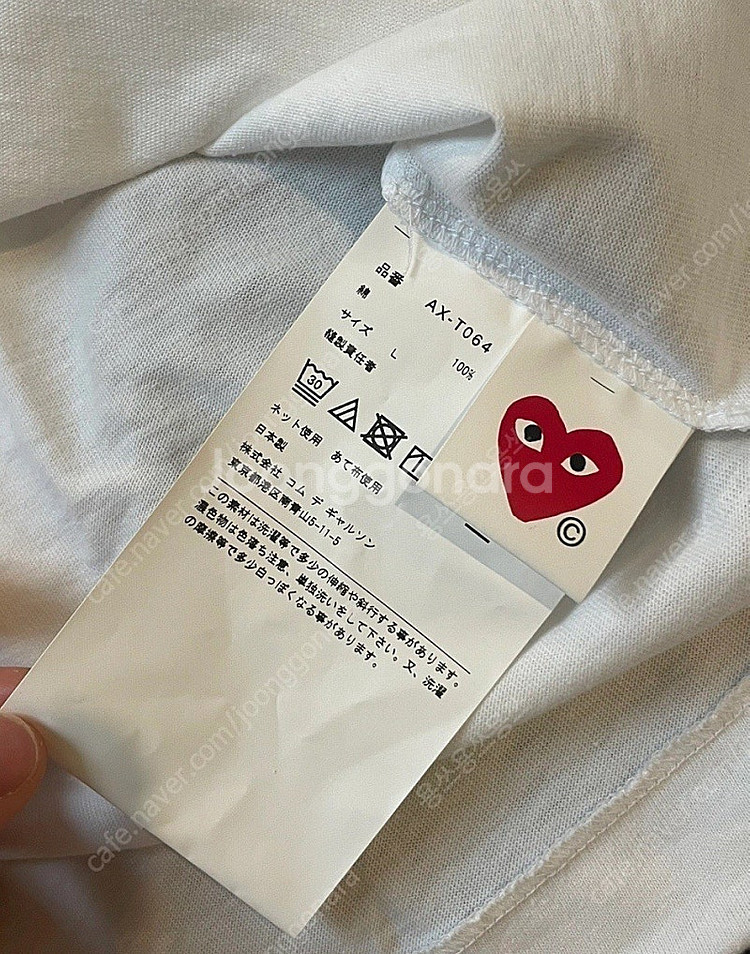 品番 AX-T064
綿 100%
サイズ L
縫製責任者
30
ネット使用 あて布使用
日本製
株式会社 コム デ ギャルソン
東京都港区南青山5-11-5
この素材は洗濯等で多少の伸縮や斜行する事があります。
濃色物は色落ち注意、単独洗いをして下さい。又、洗濯
の摩擦等で多少白っぽくなる事があります。
©
Joonggonara
cafe.naver.com/joonggonara